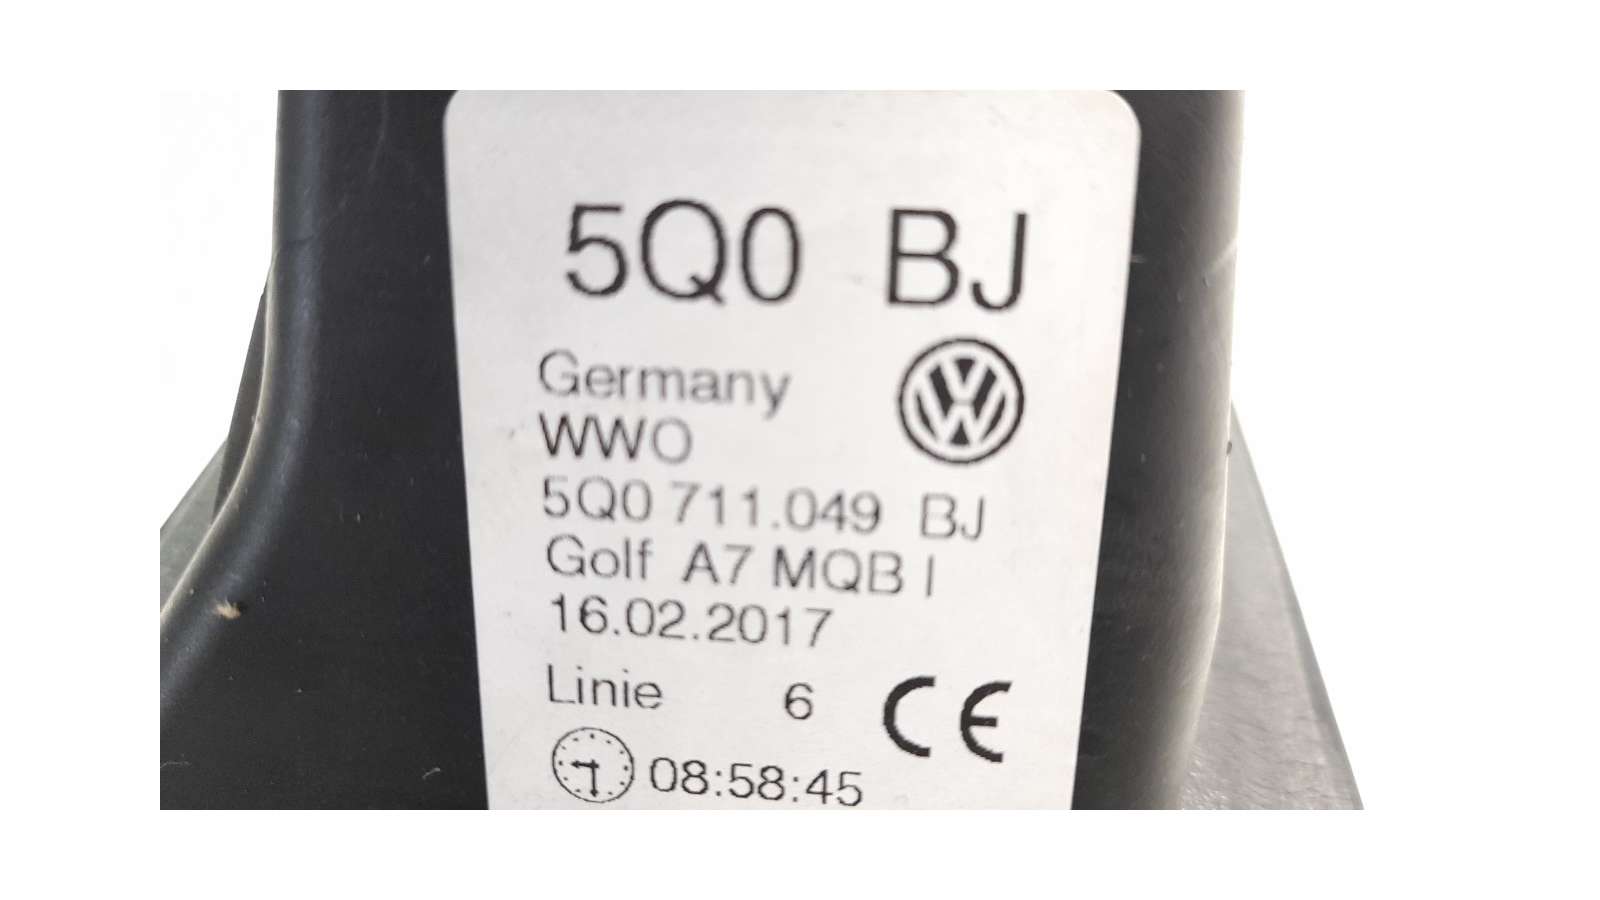 5Q0 BJ
Germany
WWO
5Q0 711.049 BJ
Golf A7 MQB I
16.02.2017
Linie 6 CE
08:58:45